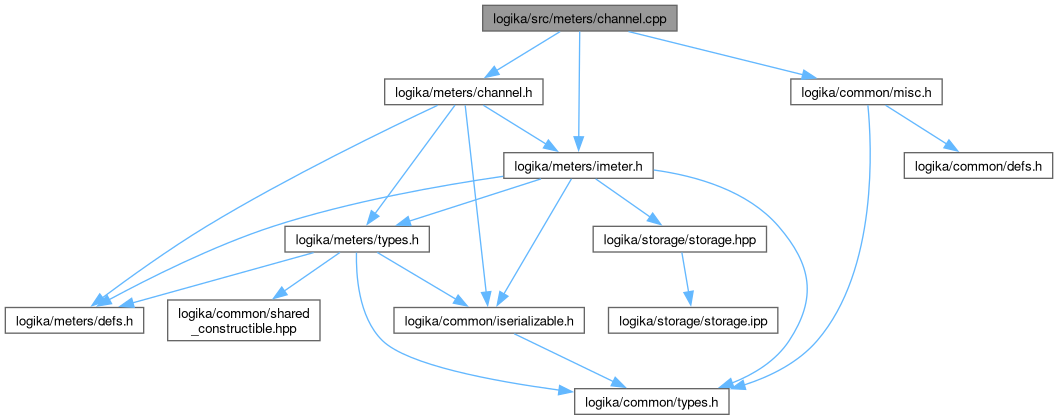 logika/src/meters/channel.cpp
logika/meters/channel.h
logika/common/misc.h
logika/meters/imeter.h
logika/common/defs.h
logika/meters/types.h
logika/storage/storage.hpp
logika/meters/defs.h
logika/common/shared
_constructible.hpp
logika/common/iserializable.h
logika/storage/storage.ipp
logika/common/types.h